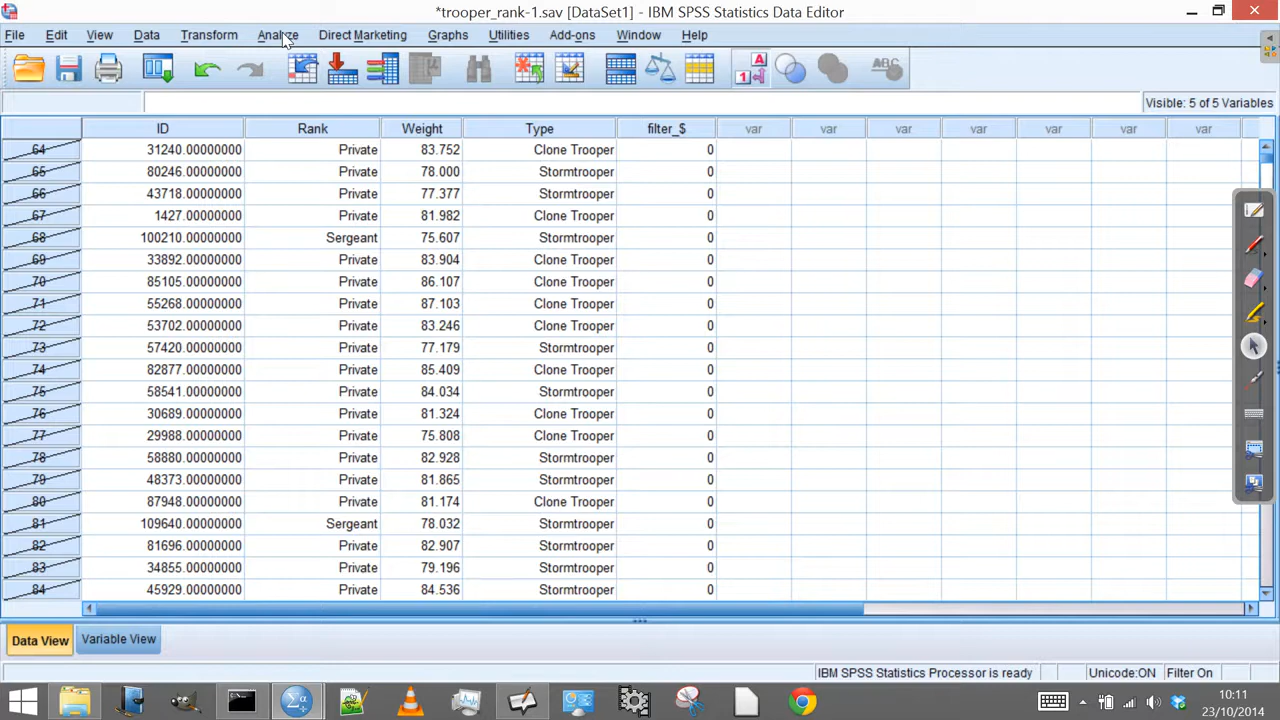 *trooper_rank-1.sav [DataSet1] - IBM SPSS Statistics Data Editor
File Edit View Data Transform Analyze Direct Marketing Graphs Utilities Add-ons Window Help
Visible: 5 of 5 Variables
ID Rank Weight Type filter_$ var var var var var var var
64 31240.00000000 Private 83.752 Clone Trooper 0
65 80246.00000000 Private 78.000 Stormtrooper 0
66 43718.00000000 Private 77.377 Stormtrooper 0
67 1427.00000000 Private 81.982 Clone Trooper 0
68 100210.00000000 Sergeant 75.607 Stormtrooper 0
69 33892.00000000 Private 83.904 Clone Trooper 0
70 85105.00000000 Private 86.107 Clone Trooper 0
71 55268.00000000 Private 87.103 Clone Trooper 0
72 53702.00000000 Private 83.246 Clone Trooper 0
73 57420.00000000 Private 77.179 Stormtrooper 0
74 82877.00000000 Private 85.409 Clone Trooper 0
75 58541.00000000 Private 84.034 Stormtrooper 0
76 30689.00000000 Private 81.324 Clone Trooper 0
77 29988.00000000 Private 75.808 Clone Trooper 0
78 58880.00000000 Private 82.928 Stormtrooper 0
79 48373.00000000 Private 81.865 Stormtrooper 0
80 87948.00000000 Private 81.174 Clone Trooper 0
81 109640.00000000 Sergeant 78.032 Stormtrooper 0
82 81696.00000000 Private 82.907 Stormtrooper 0
83 34855.00000000 Private 79.196 Stormtrooper 0
84 45929.00000000 Private 84.536 Stormtrooper 0
Data View Variable View
IBM SPSS Statistics Processor is ready Unicode:ON Filter On
10:11
23/10/2014